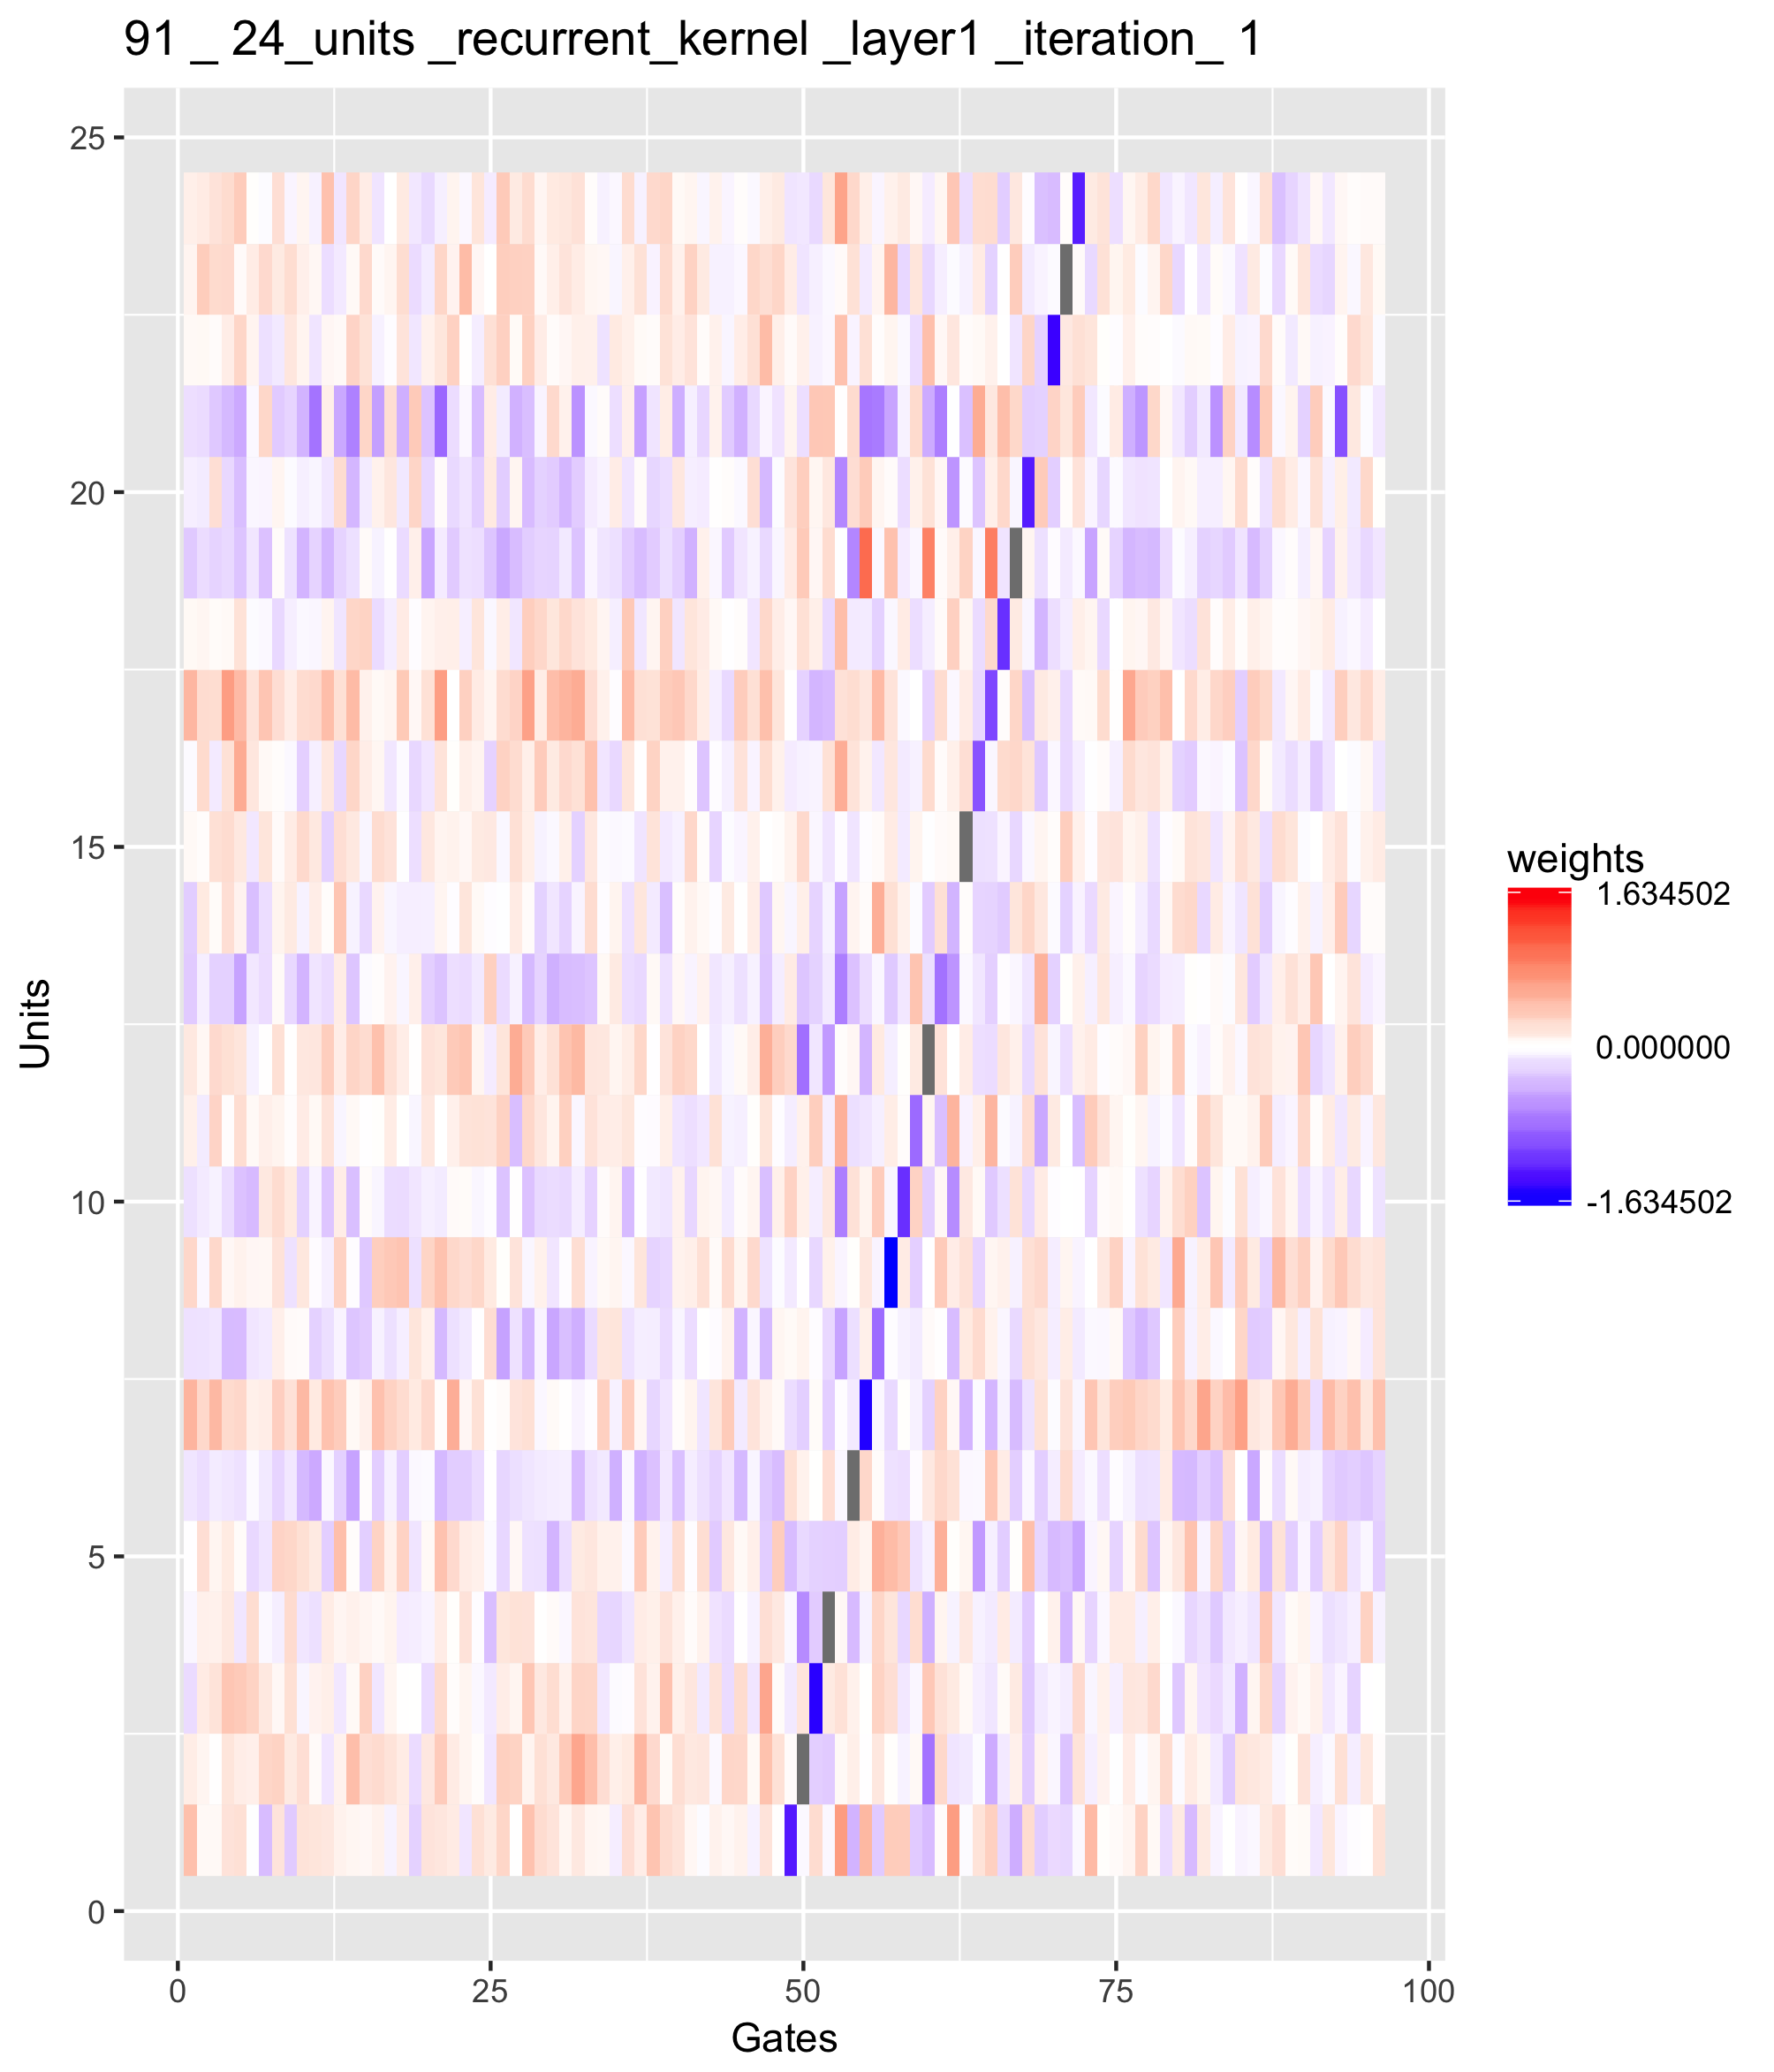 91 _ 24_units _recurrent_kernel _layer1 _iteration_ 1
25
20
15
10
5
0
Units
0 25 50 75 100
Gates
weights
1.634502
0.000000
-1.634502